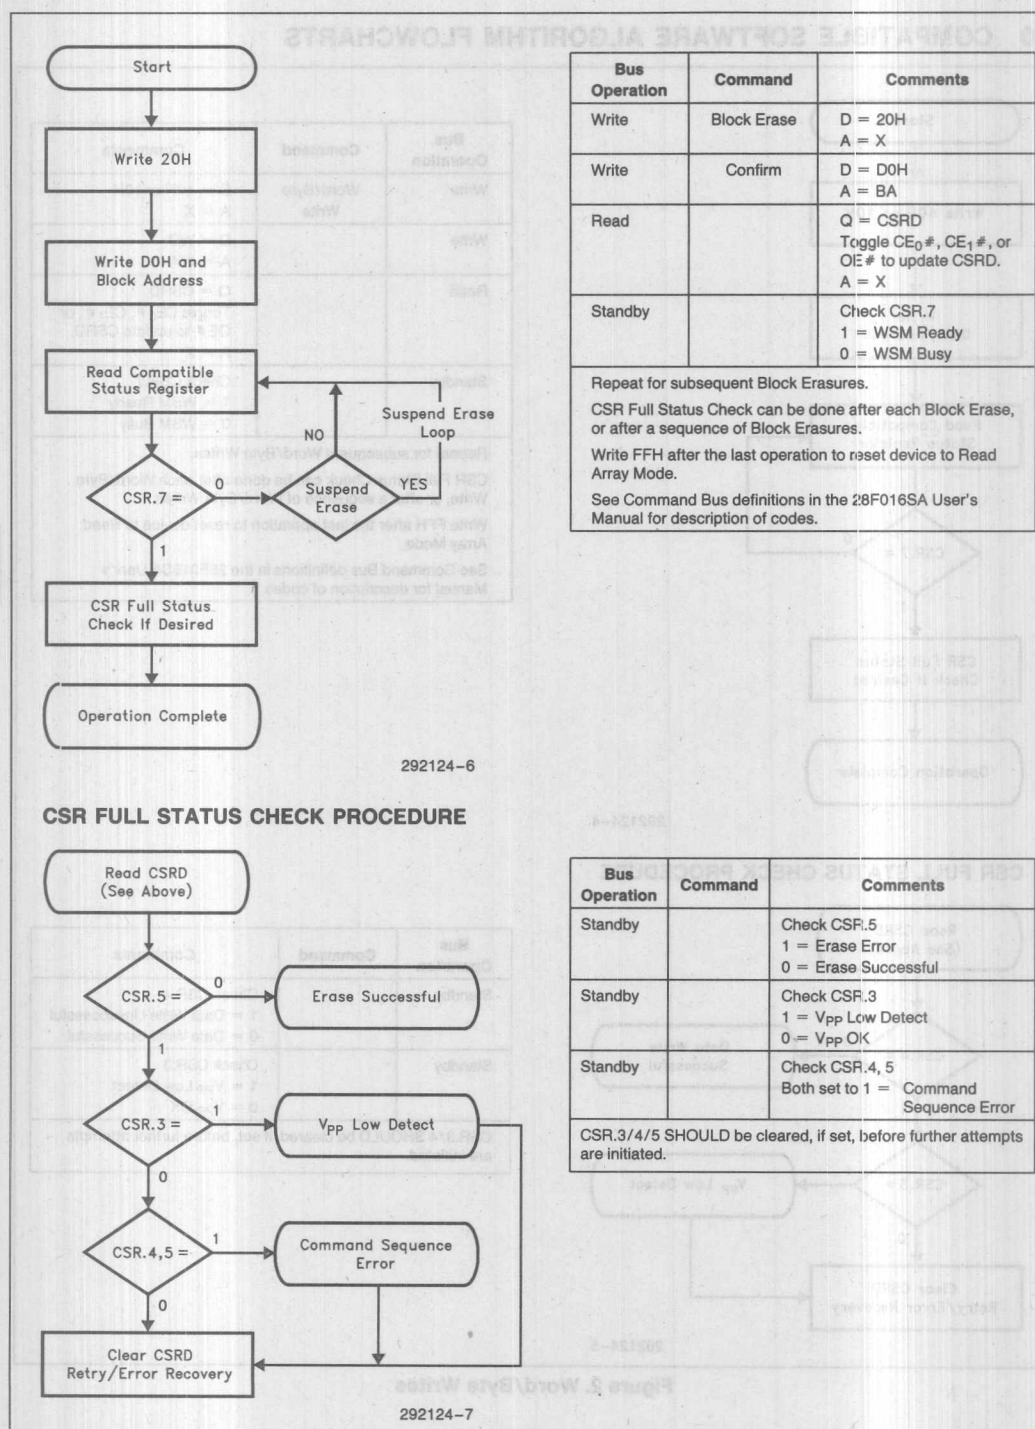 Start
Write 20H
Write D0H and
Block Address
Read Compatible
Status Register
Suspend Erase
Loop
NO
CSR.7 =
0
Suspend
Erase
YES
1
CSR Full Status
Check If Desired
Operation Complete
292124–6
Bus
Operation
Command
Comments
Write
Block Erase
D = 20H
A = X
Write
Confirm
D = D0H
A = BA
Read
Q = CSRD
Toggle CE0#, CE1#, or
OE# to update CSRD.
A = X
Standby
Check CSR.7
1 = WSM Ready
0 = WSM Busy
Repeat for subsequent Block Erasures.
CSR Full Status Check can be done after each Block Erase,
or after a sequence of Block Erasures.
Write FFH after the last operation to reset device to Read
Array Mode.
See Command Bus definitions in the 28F016SA User's
Manual for description of codes.
CSR FULL STATUS CHECK PROCEDURE
Read CSRD
(See Above)
CSR.5 =
0
Erase Successful
1
CSR.3 =
1
VPP Low Detect
0
CSR.4,5 =
1
Command Sequence
Error
0
Clear CSRD
Retry/Error Recovery
292124–7
Bus
Operation
Command
Comments
Standby
Check CSR.5
1 = Erase Error
0 = Erase Successful
Standby
Check CSR.3
1 = VPP Low Detect
0 = VPP OK
Standby
Check CSR.4, 5
Both set to 1 = Command
Sequence Error
CSR.3/4/5 SHOULD be cleared, if set, before further attempts
are initiated.